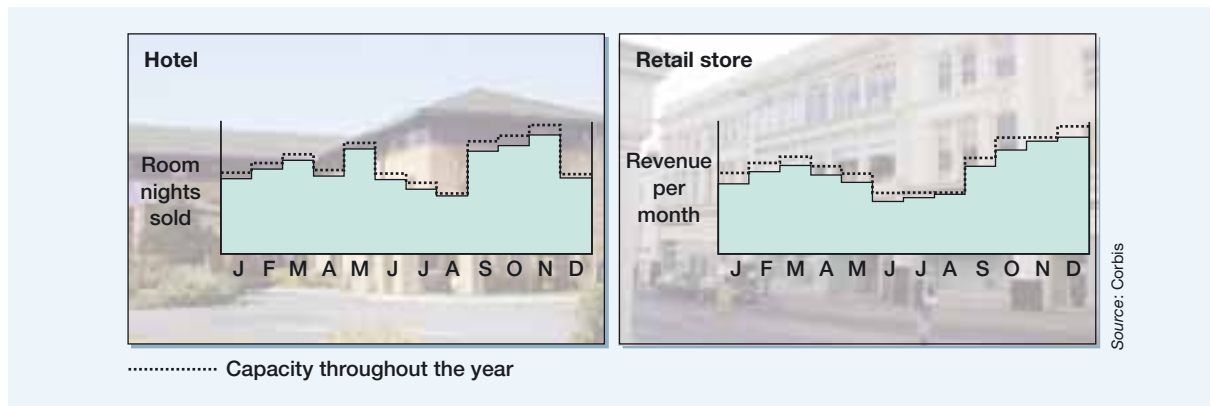 Hotel
Room
nights
sold
J F M A M J J A S O N D
Retail store
Revenue
per
month
J F M A M J J A S O N D
Source: Corbis
Capacity throughout the year